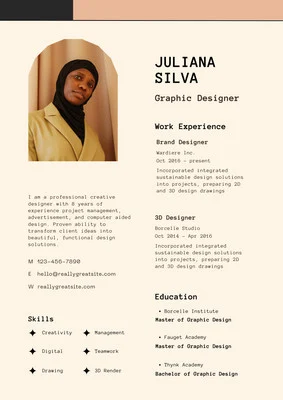 JULIANA
SILVA
Graphic Designer
I am a professional creative
designer with 6 years of
experience project management,
advertisement, and computer aided
design. Proven ability to
transform client ideas into
beautiful, functional design
solutions.
M 123-456-7890
E hello@reallygreatsite.com
W reallygreatsite.com
Skills
Creativity
Management
Digital
Teamwork
Drawing
3D Render
Work Experience
Brand Designer
Wardiere Inc.
Oct 2016 - present
Incorporated integrated
sustainable design solutions
into projects, preparing 2D
and 3D design drawings
3D Designer
Borcelle Studio
Oct 2014 - Apr 2016
Incorporated integrated
sustainable design solutions
into projects, preparing 2D
and 3D design drawings
Education
• Borcelle Institute
Master of Graphic Design
• Fauget Academy
Master of Graphic Design
• Thynk Academy
Bachelor of Graphic Design